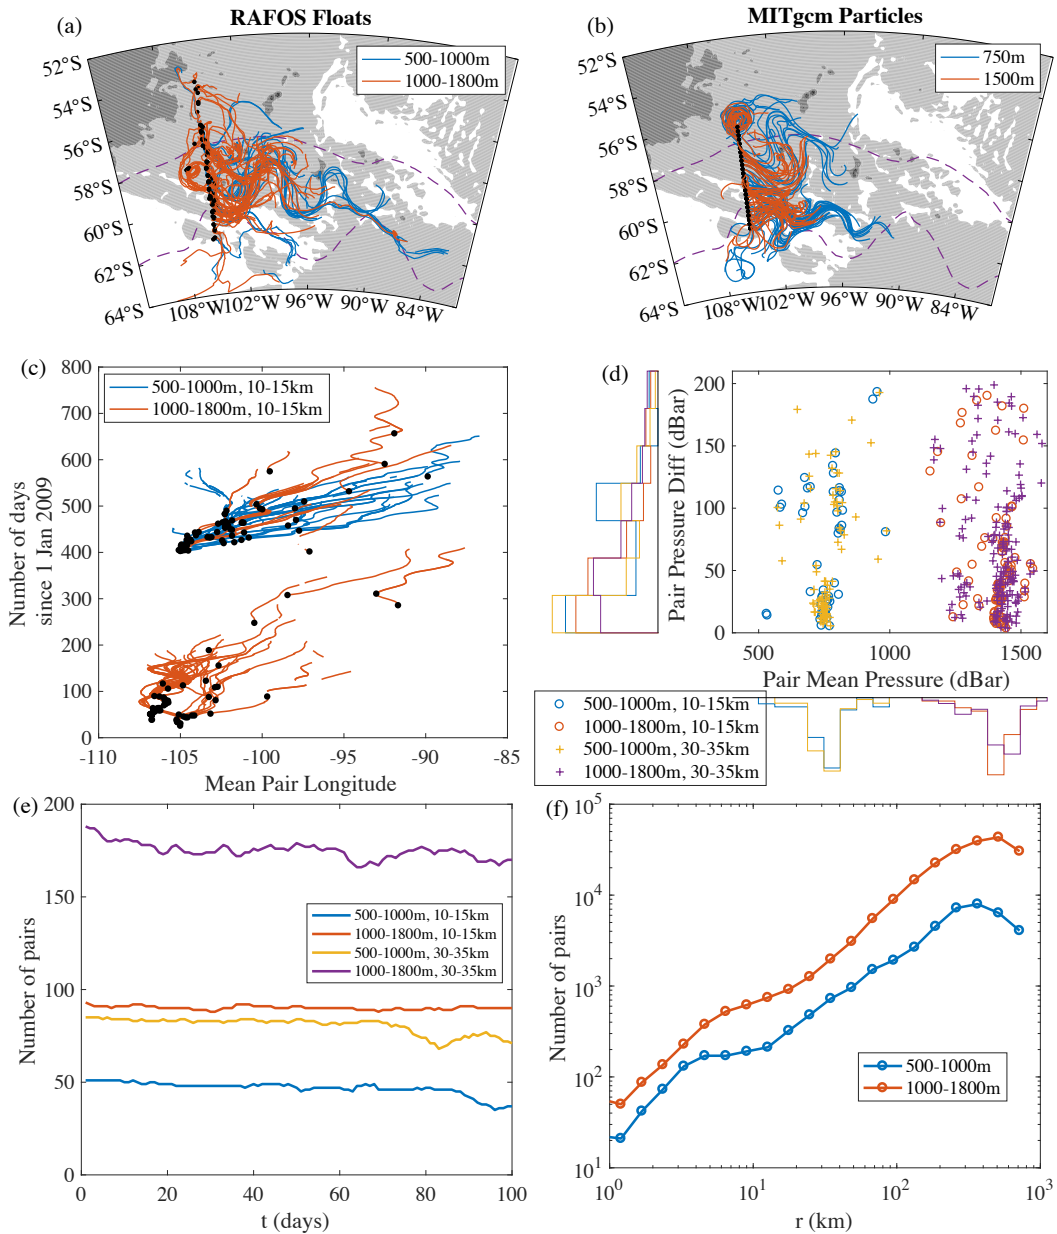 RAFOS Floats
MITgcm Particles
(a)
500-1000m
1000-1800m
52°S
54°S
56°S
58°S
60°S
62°S
64°S
108°W
102°W
96°W
90°W
84°W
(b)
750m
1500m
52°S
54°S
56°S
58°S
60°S
62°S
64°S
108°W
102°W
96°W
90°W
84°W
(c)
500-1000m, 10-15km
1000-1800m, 10-15km
800
700
600
500
400
300
200
100
0
-110
-105
-100
-95
-90
-85
Number of days
since 1 Jan 2009
Mean Pair Longitude
(d)
200
150
100
50
0
500
1000
1500
Pair Pressure Diff (dBar)
Pair Mean Pressure (dBar)
500-1000m, 10-15km
1000-1800m, 10-15km
500-1000m, 30-35km
1000-1800m, 30-35km
(e)
200
150
100
50
0
0
20
40
60
80
100
Number of pairs
t (days)
500-1000m, 10-15km
1000-1800m, 10-15km
500-1000m, 30-35km
1000-1800m, 30-35km
(f)
10^5
10^4
10^3
10^2
10^1
10^0
10^1
10^2
10^3
Number of pairs
r (km)
500-1000m
1000-1800m